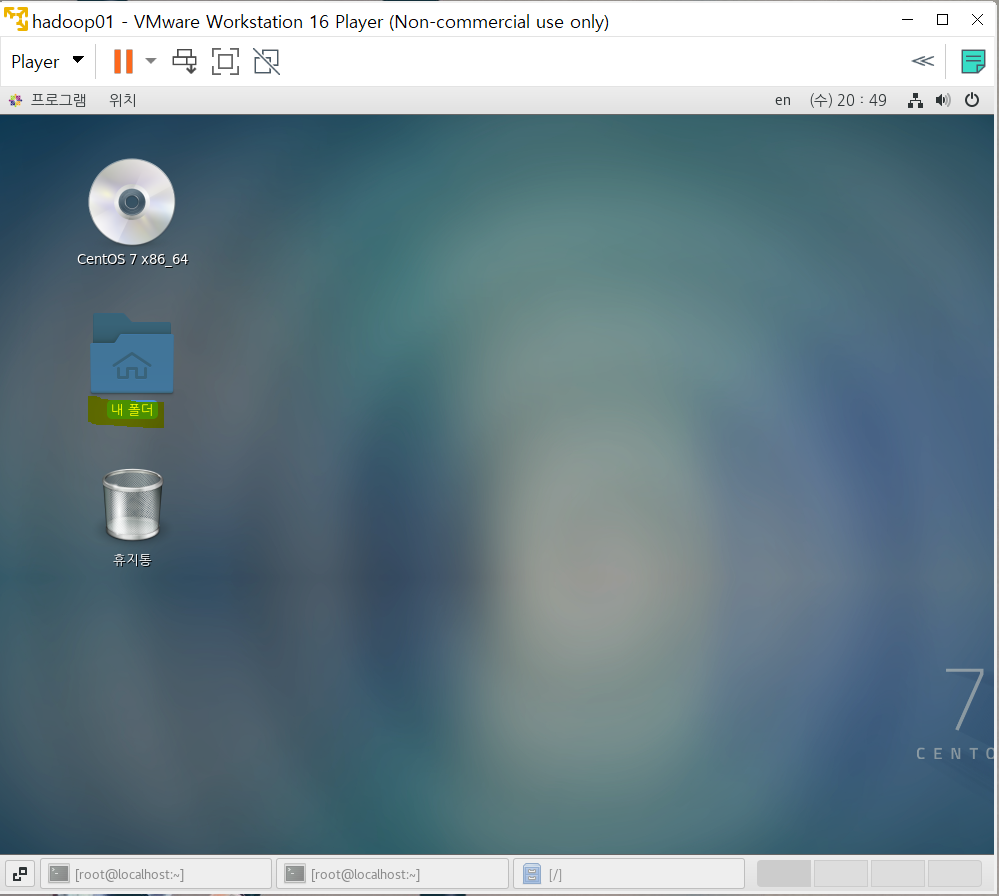 hadoop01 - VMware Workstation 16 Player (Non-commercial use only)
Player
프로그램 위치 en (수) 20 : 49
CentOS 7 x86_64
내 폴더
휴지통
7
CENTO
[root@localhost:~] [root@localhost:~] [/]